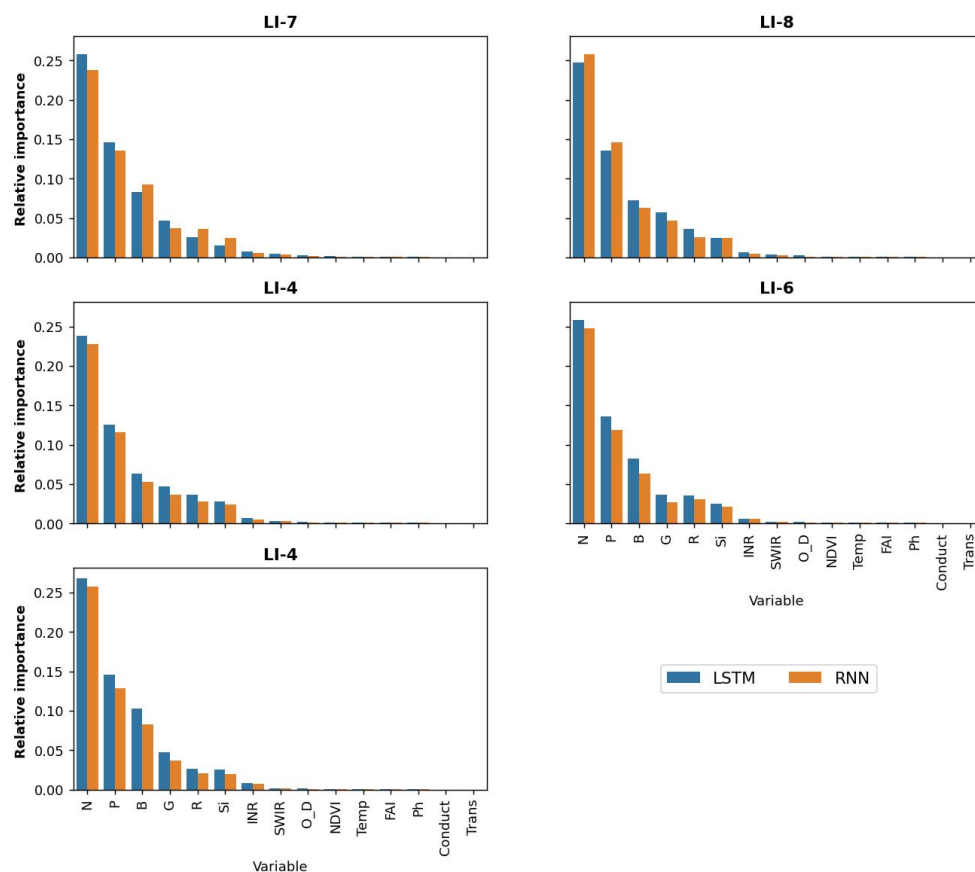 LI-7
Relative importance
0.25
0.20
0.15
0.10
0.05
0.00
LI-8
LI-4
Relative importance
0.25
0.20
0.15
0.10
0.05
0.00
LI-6
N P B G R Si INR SWIR O_D NDVI Temp FAI Ph Conduct Trans
Variable
LI-4
Relative importance
0.25
0.20
0.15
0.10
0.05
0.00
N P B G R Si INR SWIR O_D NDVI Temp FAI Ph Conduct Trans
Variable
LSTM RNN